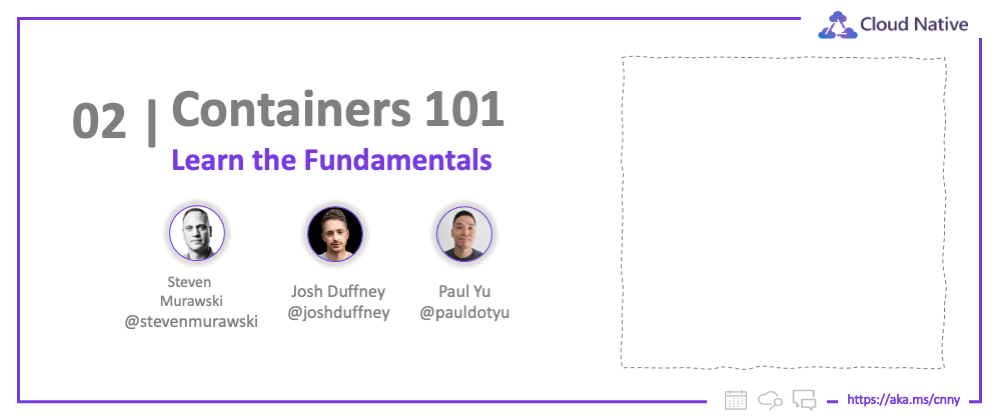 Cloud Native
02 | Containers 101
Learn the Fundamentals
Steven
Murawski
@stevenmurawski
Josh Duffney
@joshduffney
Paul Yu
@pauldotyu
https://aka.ms/cnny